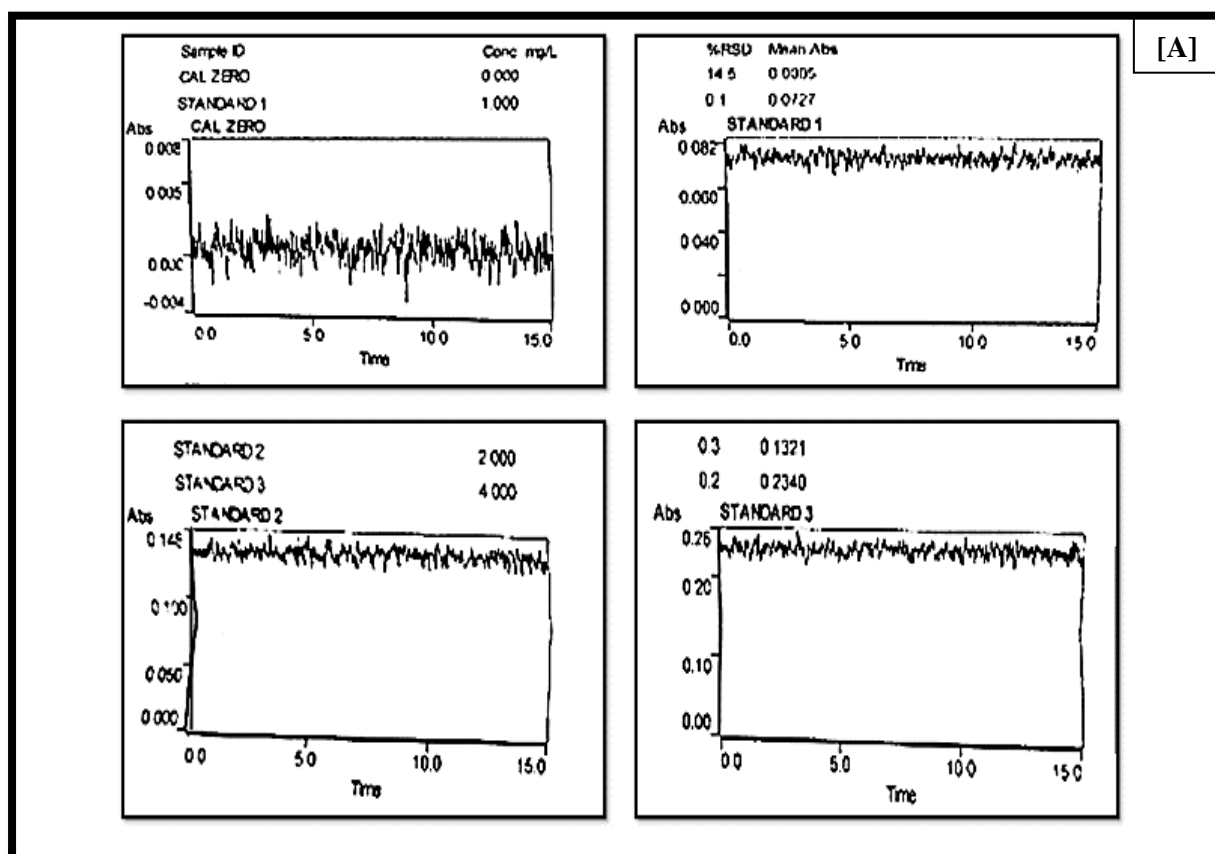 [A]
Sample ID Conc mg/L
CAL ZERO 0.000
STANDARD 1 1.000
Abs CAL ZERO
0.008
0.005
0.000
-0.004
0.0 5.0 10.0 15.0
Time
%RSD Mean Abs
14.5
0.1 0.0727
Abs STANDARD 1
0.082
0.060
0.040
0.000
0.0 5.0 10.0 15.0
Time
STANDARD 2 2.000
STANDARD 3 4.000
Abs STANDARD 2
0.100
0.050
0.000
0.0 5.0 10.0 15.0
Time
0.3 0.1321
0.2 0.2340
Abs STANDARD 3
0.20
0.10
0.00
0.0 5.0 10.0 15.0
Time